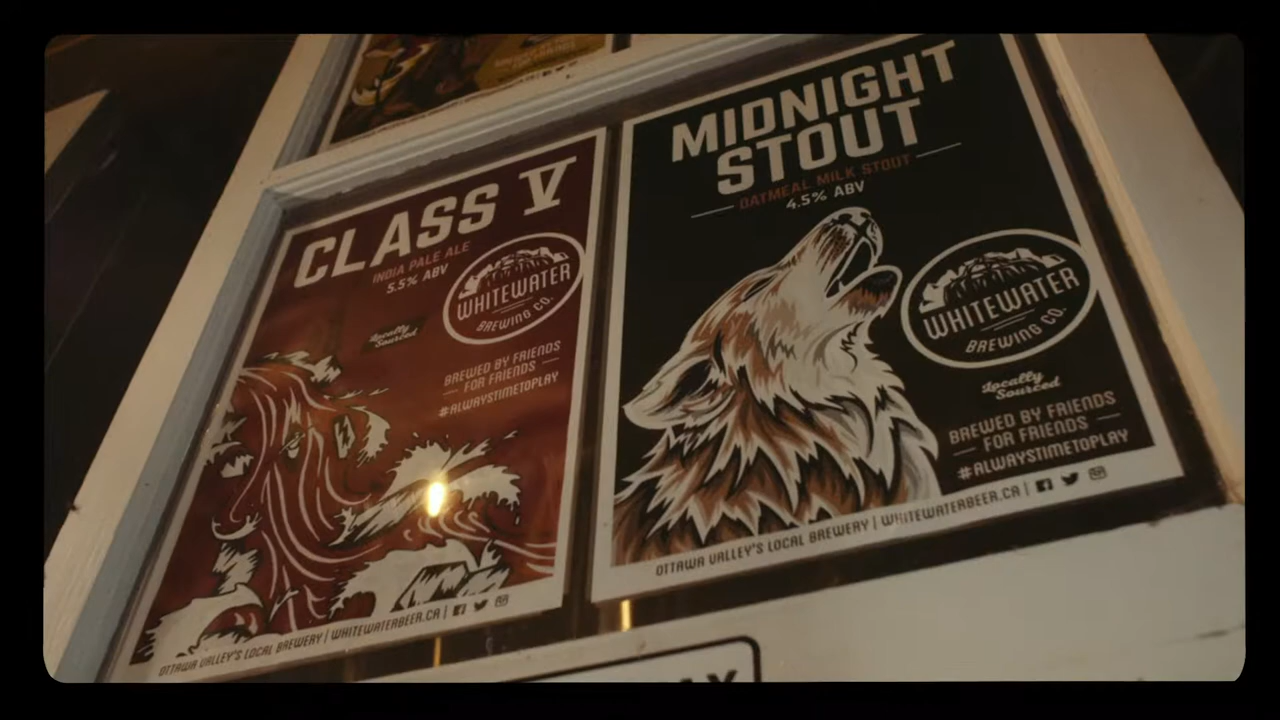 CLASS V
INDIA PALE ALE
5.5% ABV
WHITEWATER
BREWING CO.
Locally
Sourced
BREWED BY FRIENDS
FOR FRIENDS
#ALWAYSTIMETOPLAY
OTTAWA VALLEY'S LOCAL BREWERY | WHITEWATERBEER.CA |
MIDNIGHT
STOUT
OATMEAL MILK STOUT
4.5% ABV
WHITEWATER
BREWING CO.
Locally
Sourced
BREWED BY FRIENDS
FOR FRIENDS
#ALWAYSTIMETOPLAY
OTTAWA VALLEY'S LOCAL BREWERY | WHITEWATERBEER.CA |